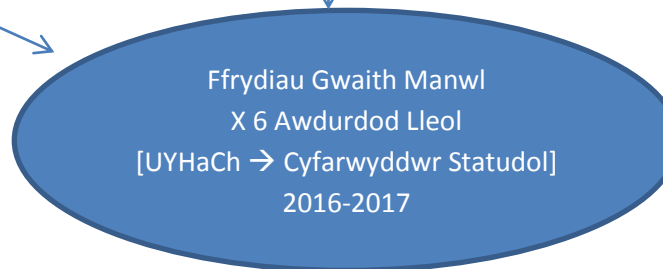 Ffrydiau Gwaith Manwl
X 6 Awdurdod Lleol
[UYHaCh → Cyfarwyddwr Statudol]
2016-2017